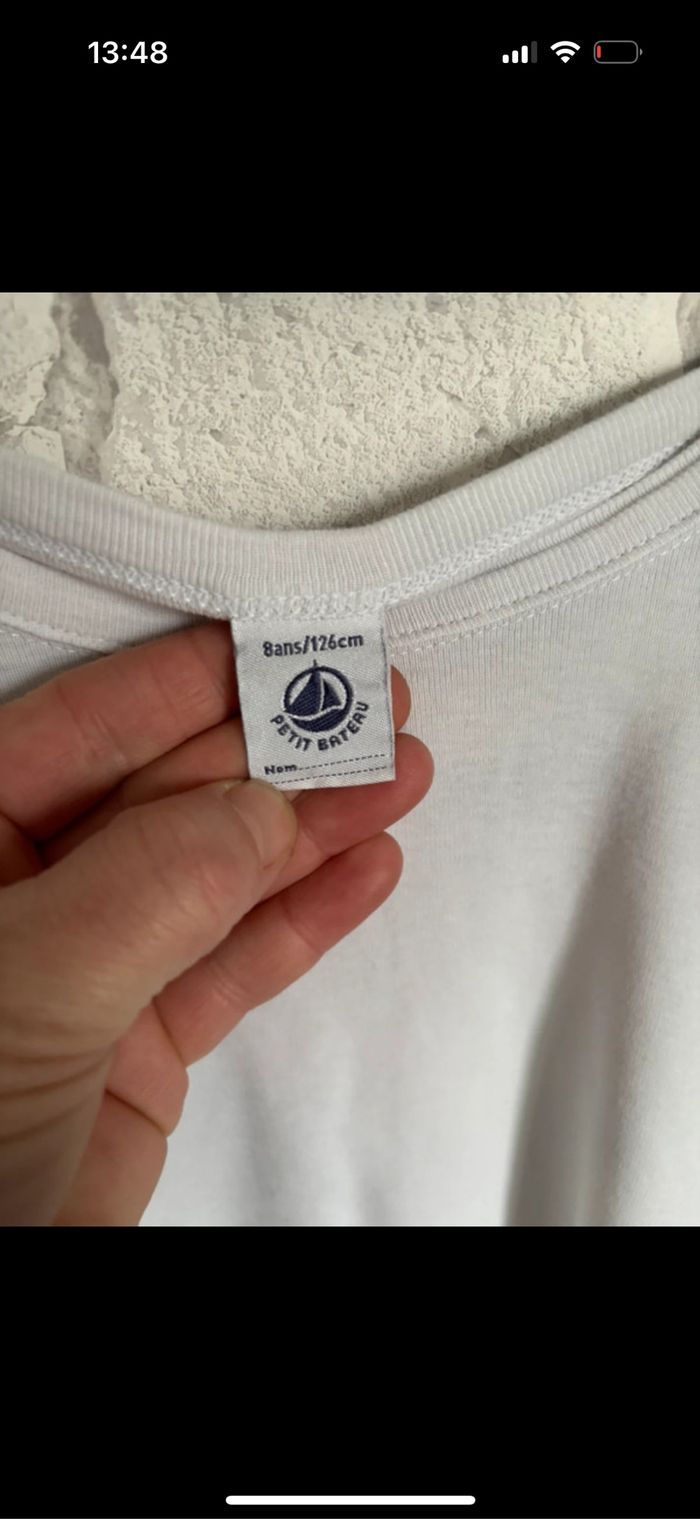 13:48
8ans/126cm
PETIT BATEAU
Nom